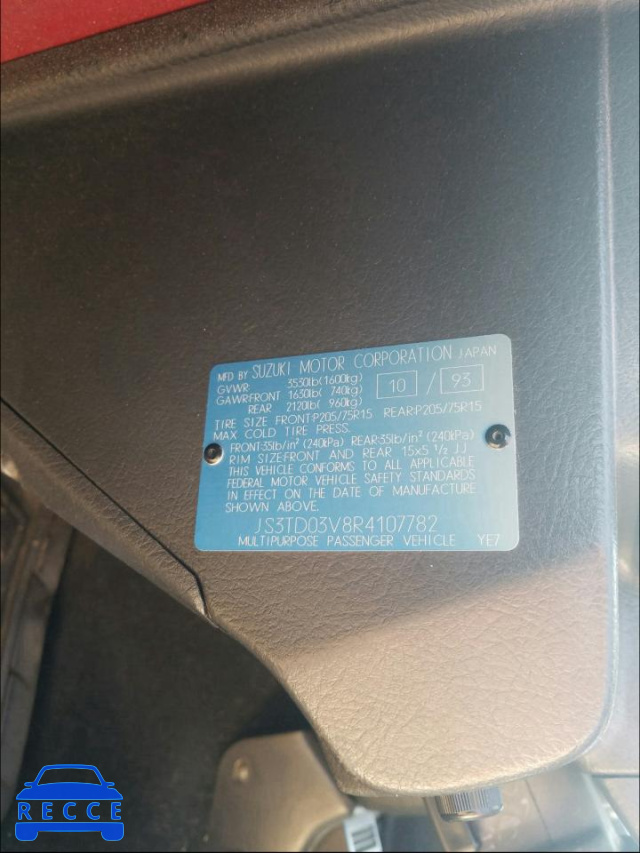 MFD BY SUZUKI MOTOR CORPORATION JAPAN
GVWR 3530lb(1600kg) 10 / 93
GAWRFRONT 1630lb( 740kg)
REAR 2120lb( 960kg)
TIRE SIZE FRONT:P205/75R15 REAR:P205/75R15
MAX COLD TIRE PRESS.
FRONT:35lb/in² (240kPa) REAR:35lb/in² (240kPa)
RIM SIZE:FRONT AND REAR 15x5 1/2 JJ
THIS VEHICLE CONFORMS TO ALL APPLICABLE
FEDERAL MOTOR VEHICLE SAFETY STANDARDS
IN EFFECT ON THE DATE OF MANUFACTURE
SHOWN ABOVE.
JS3TD03V8R4107782
MULTIPURPOSE PASSENGER VEHICLE YE7
RECCE